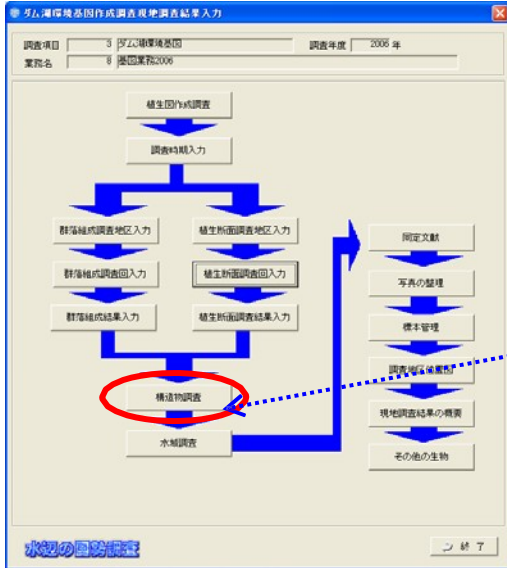 ダム湖環境基図作成調査現地調査結果入力
調査項目 3 ダム湖環境基図 調査年度 2006 年
業務名 8 基図業務2006
植生図作成調査
調査時期入力
群落組成調査地区入力
植生断面調査地区入力
群落組成調査回入力
植生断面調査回入力
群落組成結果入力
植生断面調査結果入力
構造物調査
水域調査
同定文献
写真の整理
標本管理
調査地区位置図
現地調査結果の概要
その他の生物
水辺の国勢調査
終 了